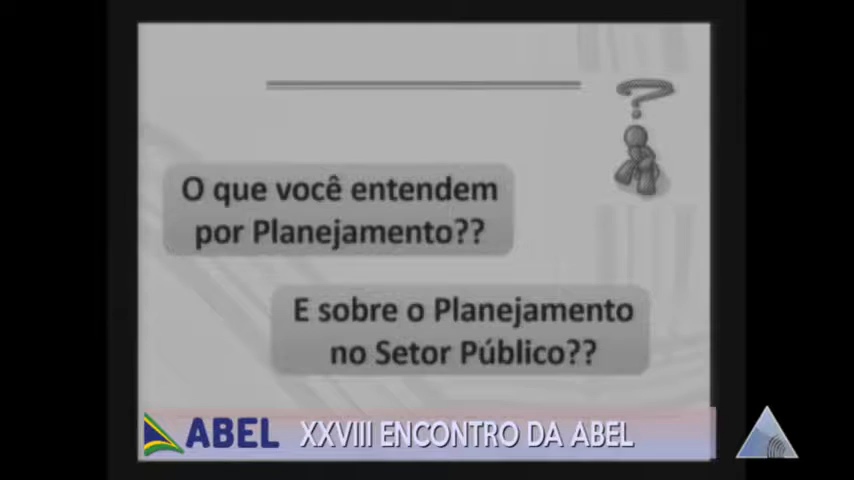 O que você entendem
por Planejamento??
E sobre o Planejamento
no Setor Público??
ABEL XXVIII ENCONTRO DA ABEL